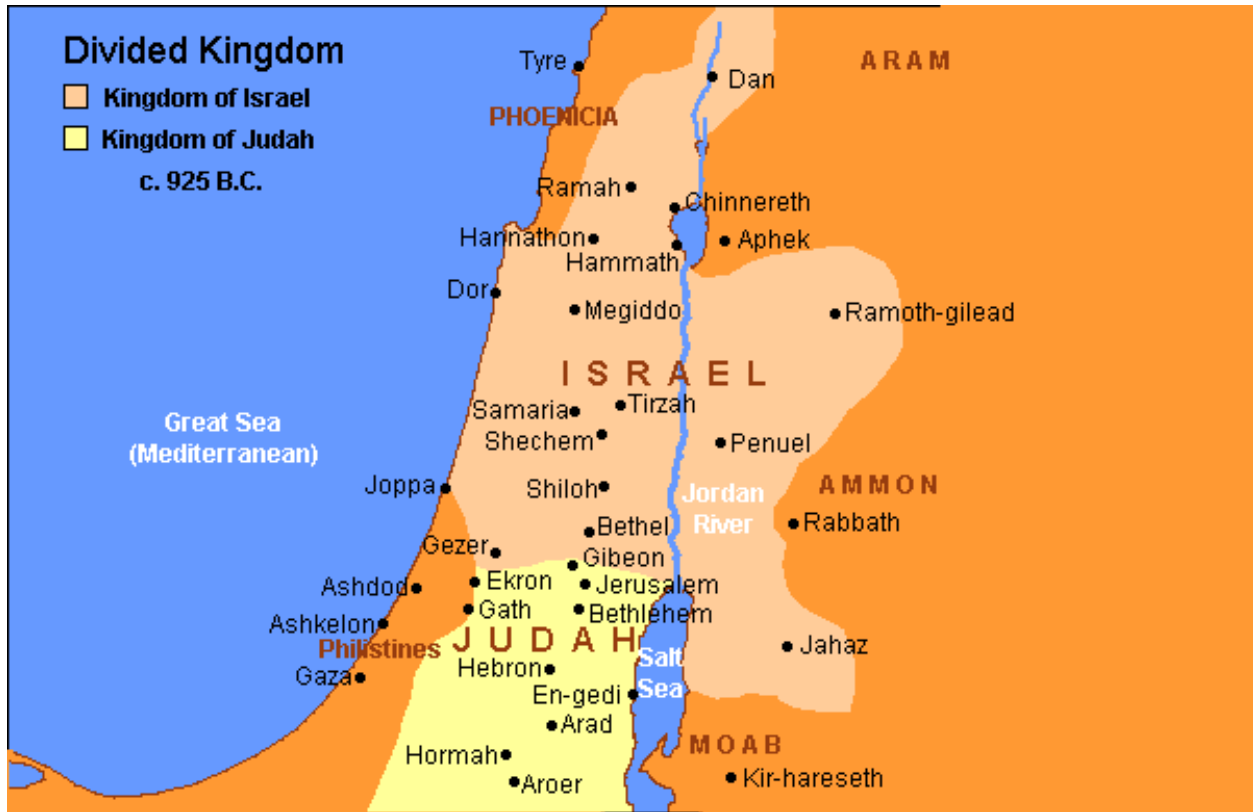 Divided Kingdom
Kingdom of Israel
Kingdom of Judah
c. 925 B.C.
Tyre
Dan
ARAM
PHOENICIA
Ramah
Chinnereth
Hannathon
Aphek
Hammath
Dor
Megiddo
Ramoth-gilead
ISRAEL
Samaria
Tirzah
Great Sea
(Mediterranean)
Shechem
Penuel
Joppa
Shiloh
Jordan
River
AMMON
Rabbath
Bethel
Gezer
Gibeon
Ashdod
Ekron
Jerusalem
Ashkelon
Gath
Bethlehem
Philistines
JUDAH
Jahaz
Gaza
Hebron
Salt
Sea
En-gedi
Arad
Hormah
MOAB
Aroer
Kir-hareseth